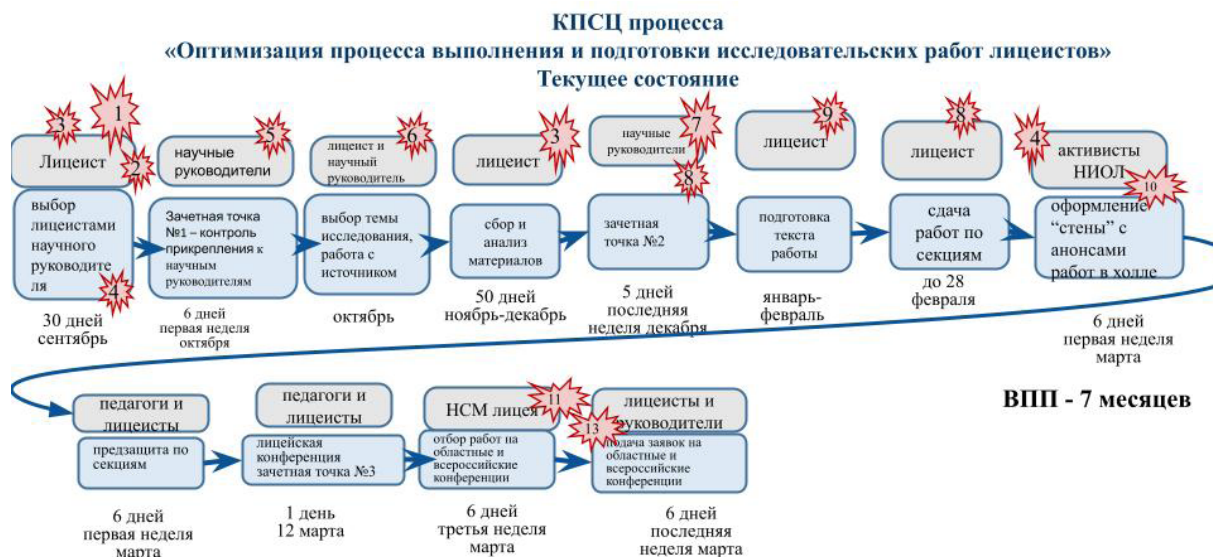 КПСЦ процесса
«Оптимизация процесса выполнения и подготовки исследовательских работ лицеистов»
Текущее состояние
3
1
Лицеист
2
выбор
лицеистами
научного
руководите
ля
4
30 дней
сентябрь
5
научные
руководители
Зачетная точка
№1 – контроль
прикрепления к
научным
руководителям
6 дней
первая неделя
октября
6
лицеист и
научный
руководитель
выбор темы
исследования,
работа с
источником
октябрь
3
лицеист
сбор и
анализ
материалов
50 дней
ноябрь-декабрь
7
научные
руководители
8
зачетная
точка №2
5 дней
последняя
неделя декабря
9
лицеист
подготовка
текста
работы
январь-
февраль
8
лицеист
сдача
работ по
секциям
до 28
февраля
4
активисты
НИОЛ
10
оформление
“стены” с
анонсами
работ в холле
6 дней
первая неделя
марта
педагоги и
лицеисты
предзащита по
секциям
6 дней
первая неделя
марта
педагоги и
лицеисты
лицейская
конференция
зачетная точка №3
1 день
12 марта
11
НСМ лицея
отбор работ на
областные и
всероссийские
конференции
6 дней
третья неделя
марта
13
лицеисты и
руководители
подача заявок на
областные и
всероссийские
конференции
6 дней
последняя
неделя марта
ВПП - 7 месяцев